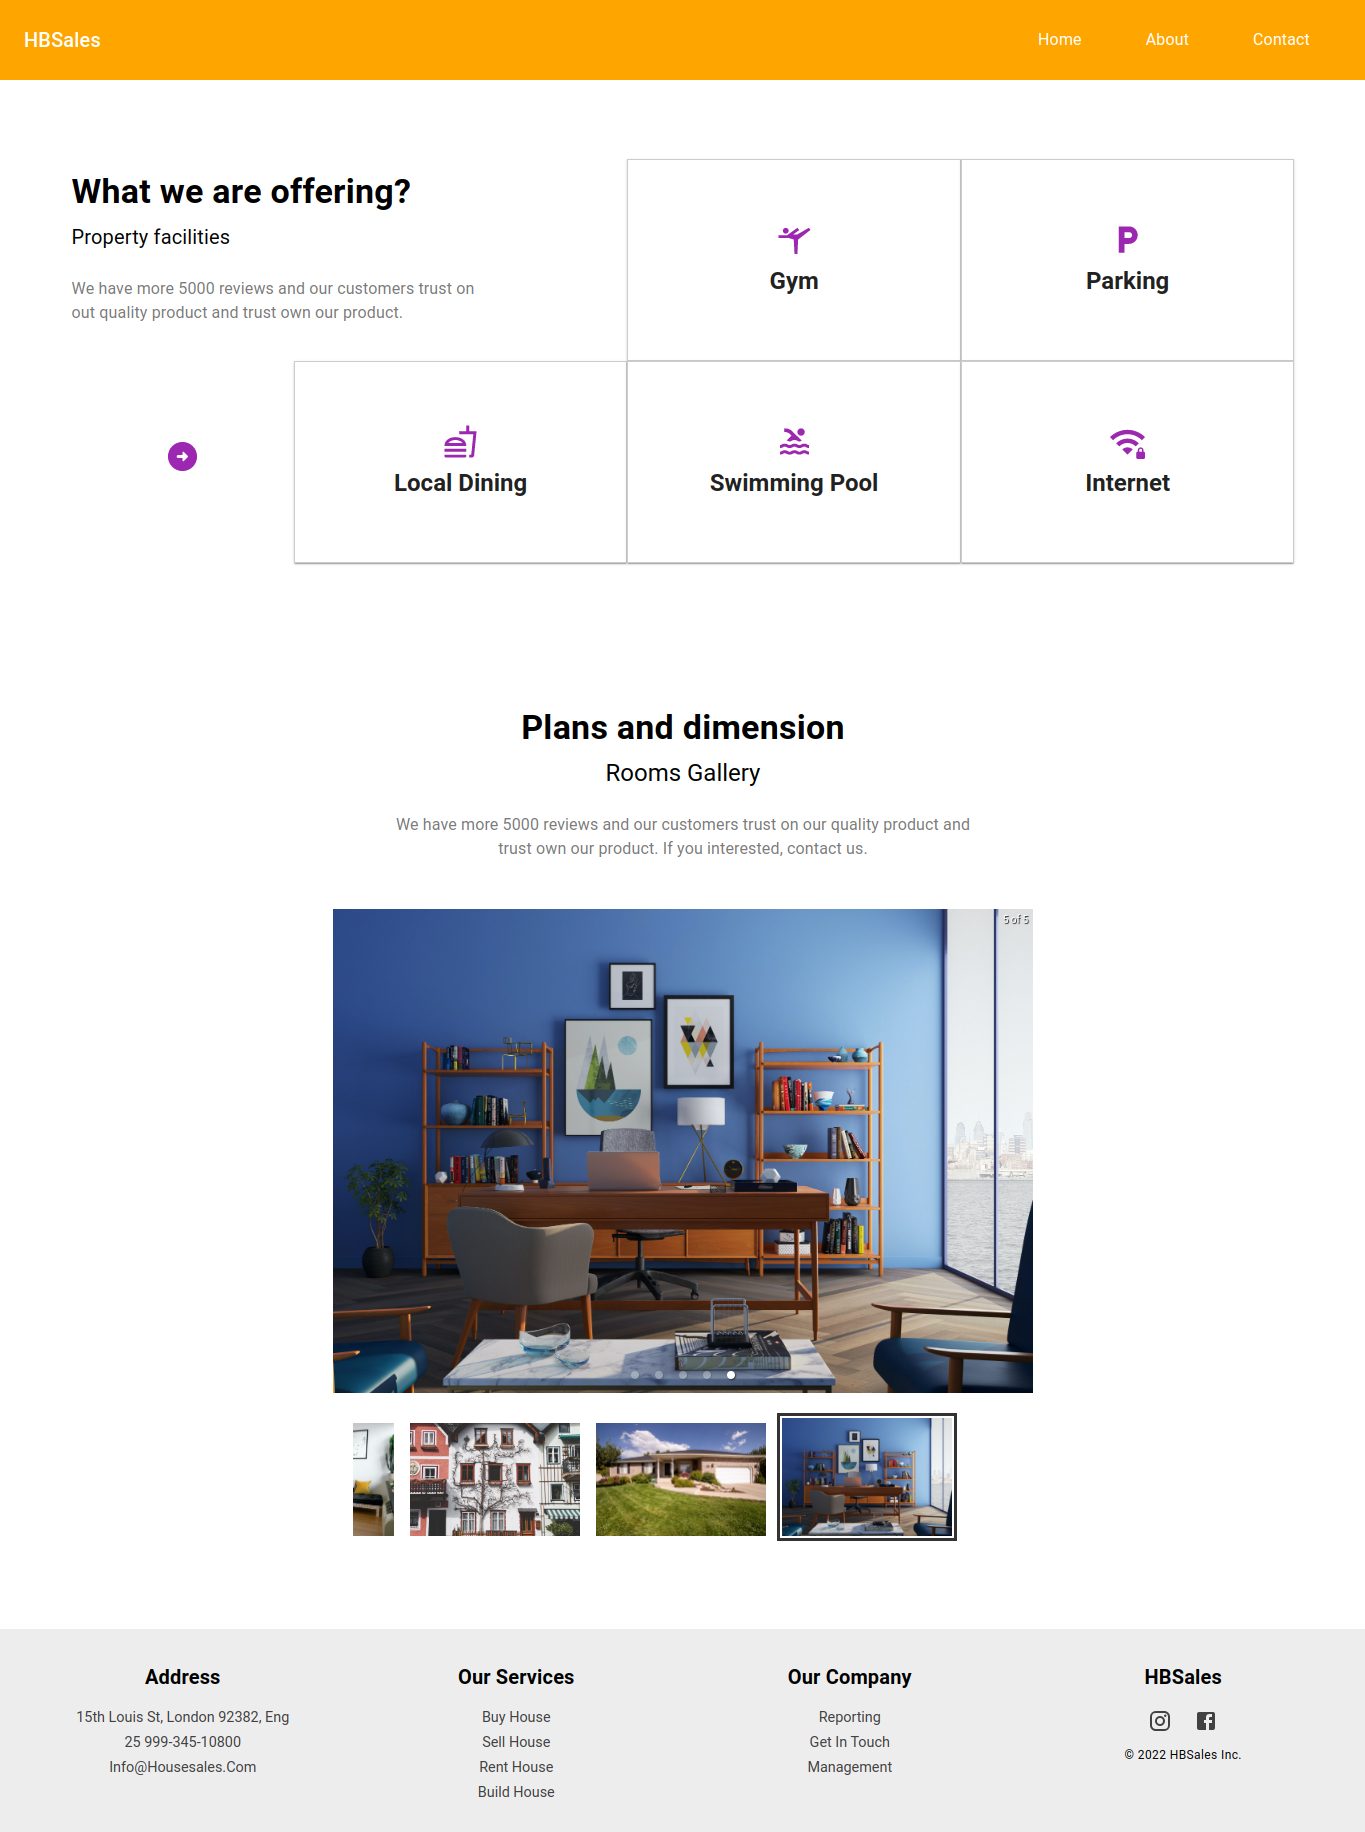 HBSales
Home
About
Contact
What we are offering?
Property facilities
We have more 5000 reviews and our customers trust on
out quality product and trust own our product.
Gym
Parking
Local Dining
Swimming Pool
Internet
Plans and dimension
Rooms Gallery
We have more 5000 reviews and our customers trust on our quality product and
trust own our product. If you interested, contact us.
5 of 5
Address
15th Louis St, London 92382, Eng
25 999-345-10800
Info@Housesales.Com
Our Services
Buy House
Sell House
Rent House
Build House
Our Company
Reporting
Get In Touch
Management
HBSales
© 2022 HBSales Inc.